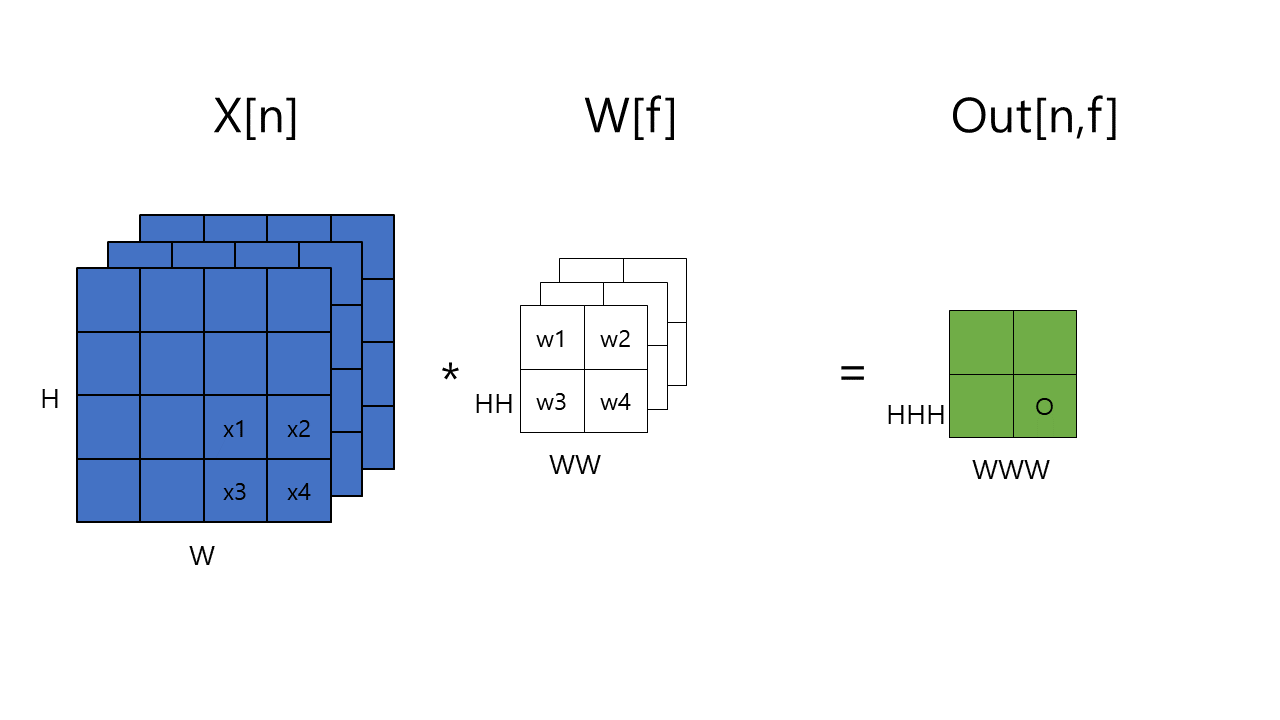 X[n] W[f] Out[n,f]
w1 w2
H x1 x2 * HH w3 w4 = HHH O
x3 x4 WW WWW
W